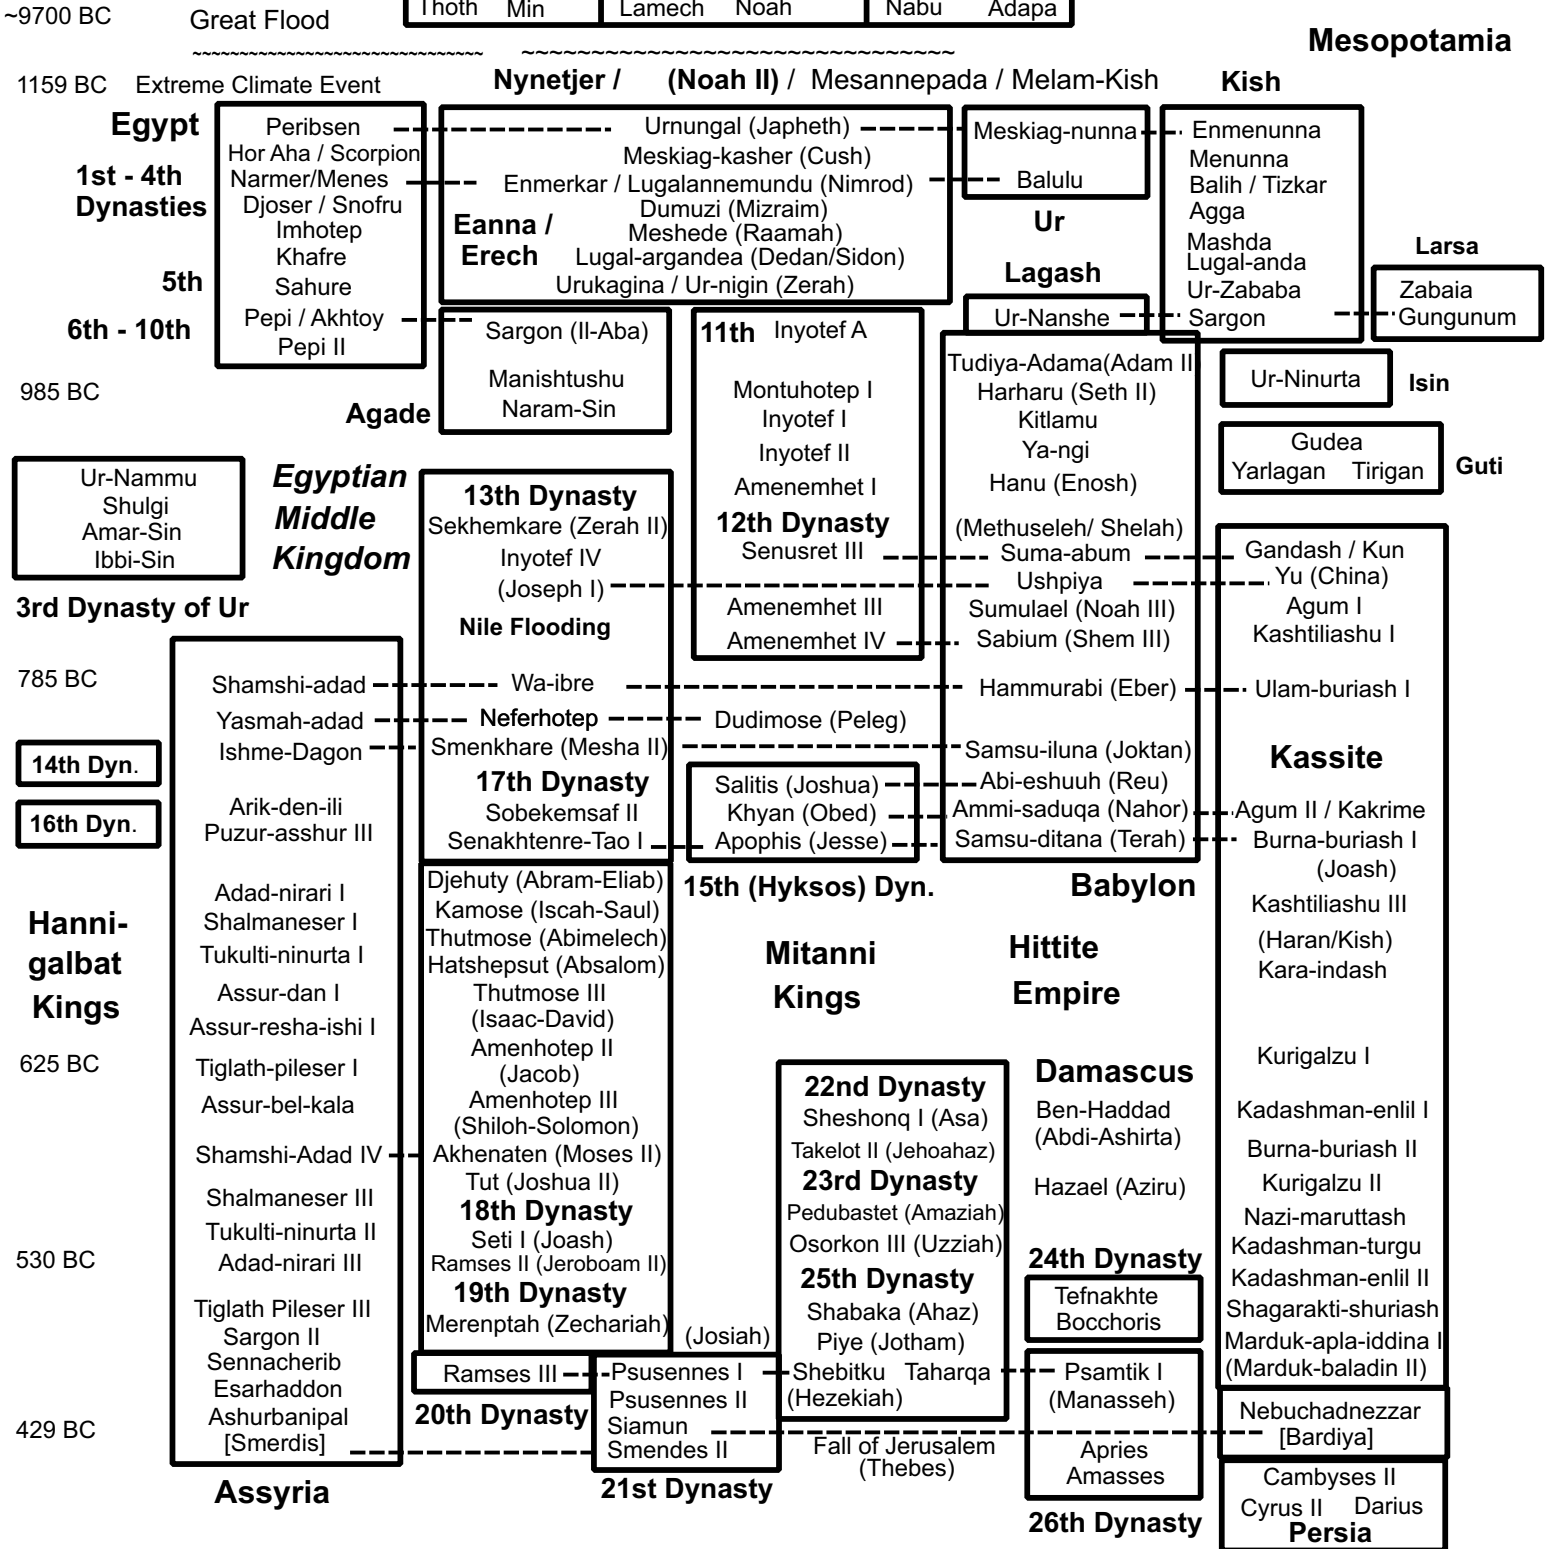 ~9700 BC
Great Flood
Thoth Min
Lamech Noah
Nabu Adapa
Mesopotamia
1159 BC Extreme Climate Event
Nynetjer / (Noah II) / Mesannepada / Melam-Kish
Kish
Egypt
1st - 4th
Dynasties
5th
6th - 10th
Peribsen
Hor Aha / Scorpion
Narmer/Menes
Djoser / Snofru
Imhotep
Khafre
Sahure
Pepi / Akhtoy
Pepi II
Urnungal (Japheth)
Meskiag-kasher (Cush)
Enmerkar / Lugalannemundu (Nimrod)
Dumuzi (Mizraim)
Eanna /
Erech
Meshede (Raamah)
Lugal-argandea (Dedan/Sidon)
Urukagina / Ur-nigin (Zerah)
Meskiag-nunna
Balulu
Ur
Lagash
Ur-Nanshe
Enmenunna
Menunna
Balih / Tizkar
Agga
Mashda
Lugal-anda
Ur-Zababa
Sargon
Larsa
Zabaia
Gungunum
985 BC
Agade
Sargon (Il-Aba)
Manishtushu
Naram-Sin
11th Inyotef A
Montuhotep I
Inyotef I
Inyotef II
Amenemhet I
12th Dynasty
Senusret III
Amenemhet III
Amenemhet IV
Tudiya-Adama(Adam II
Harharu (Seth II)
Kitlamu
Ya-ngi
Hanu (Enosh)
(Methuseleh/ Shelah)
Suma-abum
Ushpiya
Sumulael (Noah III)
Sabium (Shem III)
Hammurabi (Eber)
Samsu-iluna (Joktan)
Abi-eshuuh (Reu)
Ammi-saduqa (Nahor)
Samsu-ditana (Terah)
Babylon
Ur-Ninurta
Isin
Gudea
Yarlagan Tirigan
Guti
Ur-Nammu
Shulgi
Amar-Sin
Ibbi-Sin
3rd Dynasty of Ur
Egyptian
Middle
Kingdom
13th Dynasty
Sekhemkare (Zerah II)
Inyotef IV
(Joseph I)
Nile Flooding
Wa-ibre
Neferhotep
Smenkhare (Mesha II)
17th Dynasty
Sobekemsaf II
Senakhtenre-Tao I
Dudimose (Peleg)
Salitis (Joshua)
Khyan (Obed)
Apophis (Jesse)
15th (Hyksos) Dyn.
Gandash / Kun
Yu (China)
Agum I
Kashtiliashu I
Ulam-buriash I
Kassite
Agum II / Kakrime
Burna-buriash I
(Joash)
Kashtiliashu III
(Haran/Kish)
Kara-indash
Kurigalzu I
Kadashman-enlil I
Burna-buriash II
Kurigalzu II
Nazi-maruttash
Kadashman-turgu
Kadashman-enlil II
Shagarakti-shuriash
Marduk-apla-iddina I
(Marduk-baladin II)
785 BC
14th Dyn.
16th Dyn.
Hanni-
galbat
Kings
625 BC
530 BC
429 BC
Shamshi-adad
Yasmah-adad
Ishme-Dagon
Arik-den-ili
Puzur-asshur III
Adad-nirari I
Shalmaneser I
Tukulti-ninurta I
Assur-dan I
Assur-resha-ishi I
Tiglath-pileser I
Assur-bel-kala
Shamshi-Adad IV
Shalmaneser III
Tukulti-ninurta II
Adad-nirari III
Tiglath Pileser III
Sargon II
Sennacherib
Esarhaddon
Ashurbanipal
[Smerdis]
Assyria
Djehuty (Abram-Eliab)
Kamose (Iscah-Saul)
Thutmose (Abimelech)
Hatshepsut (Absalom)
Thutmose III
(Isaac-David)
Amenhotep II
(Jacob)
Amenhotep III
(Shiloh-Solomon)
Akhenaten (Moses II)
Tut (Joshua II)
18th Dynasty
Seti I (Joash)
Ramses II (Jeroboam II)
19th Dynasty
Merenptah (Zechariah)
Ramses III
20th Dynasty
Mitanni
Kings
Hittite
Empire
22nd Dynasty
Sheshonq I (Asa)
Takelot II (Jehoahaz)
23rd Dynasty
Pedubastet (Amaziah)
Osorkon III (Uzziah)
25th Dynasty
Shabaka (Ahaz)
Piye (Jotham)
Shebitku Taharqa
(Hezekiah)
(Josiah)
Psusennes I
Psusennes II
Siamun
Smendes II
21st Dynasty
Fall of Jerusalem
(Thebes)
Damascus
Ben-Haddad
(Abdi-Ashirta)
Hazael (Aziru)
24th Dynasty
Tefnakhte
Bocchoris
Psamtik I
(Manasseh)
Apries
Amasses
26th Dynasty
Nebuchadnezzar
[Bardiya]
Cambyses II
Cyrus II Darius
Persia